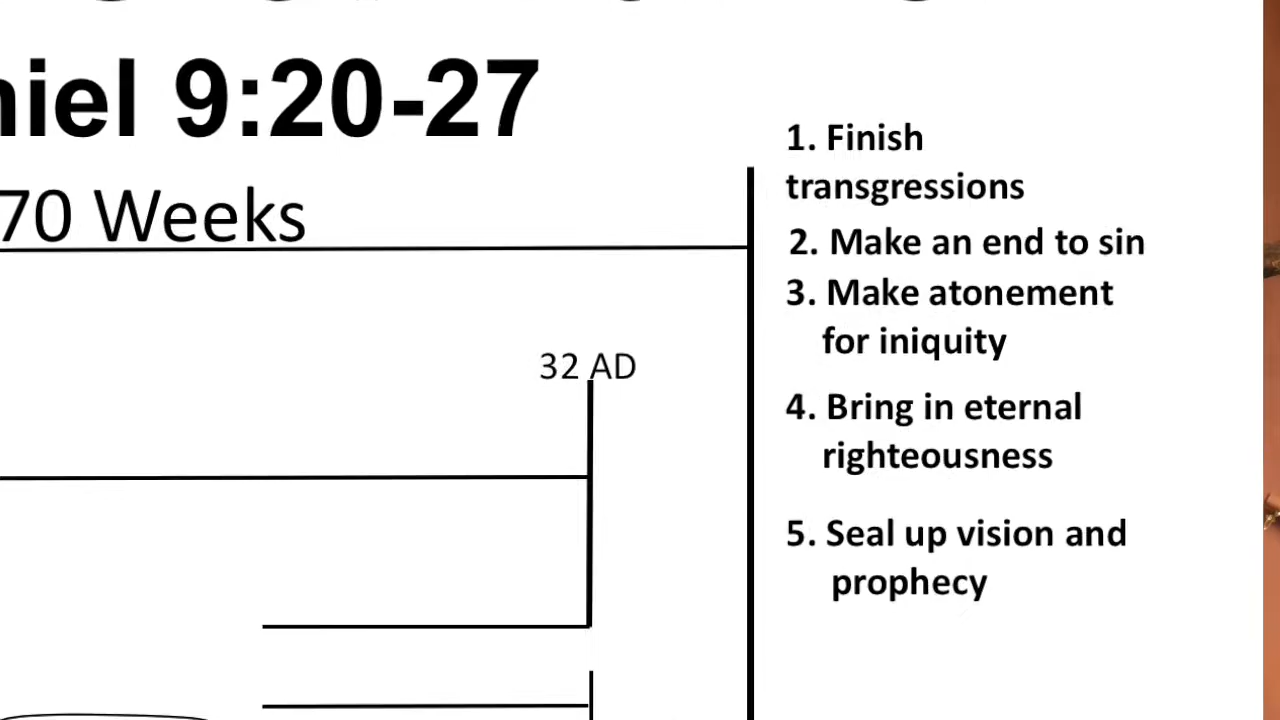 niel 9:20-27
70 Weeks
32 AD
1. Finish
transgressions
2. Make an end to sin
3. Make atonement
for iniquity
4. Bring in eternal
righteousness
5. Seal up vision and
prophecy